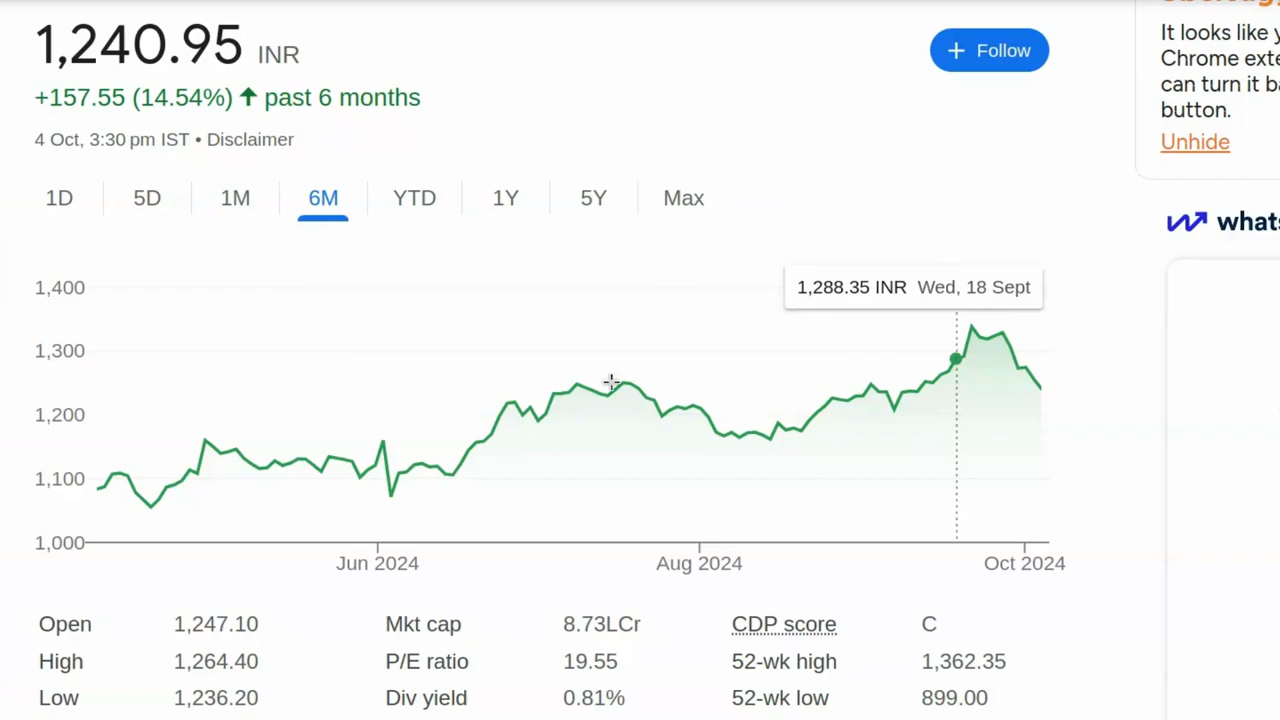 1,240.95 INR
+ Follow
+157.55 (14.54%) ↑ past 6 months
4 Oct, 3:30 pm IST • Disclaimer
1D 5D 1M 6M YTD 1Y 5Y Max
1,288.35 INR Wed, 18 Sept
1,400
1,300
1,200
1,100
1,000
Jun 2024 Aug 2024 Oct 2024
Open 1,247.10 Mkt cap 8.73LCr CDP score C
High 1,264.40 P/E ratio 19.55 52-wk high 1,362.35
Low 1,236.20 Div yield 0.81% 52-wk low 899.00
It looks like
Chrome
can turn it
button.
Unhide